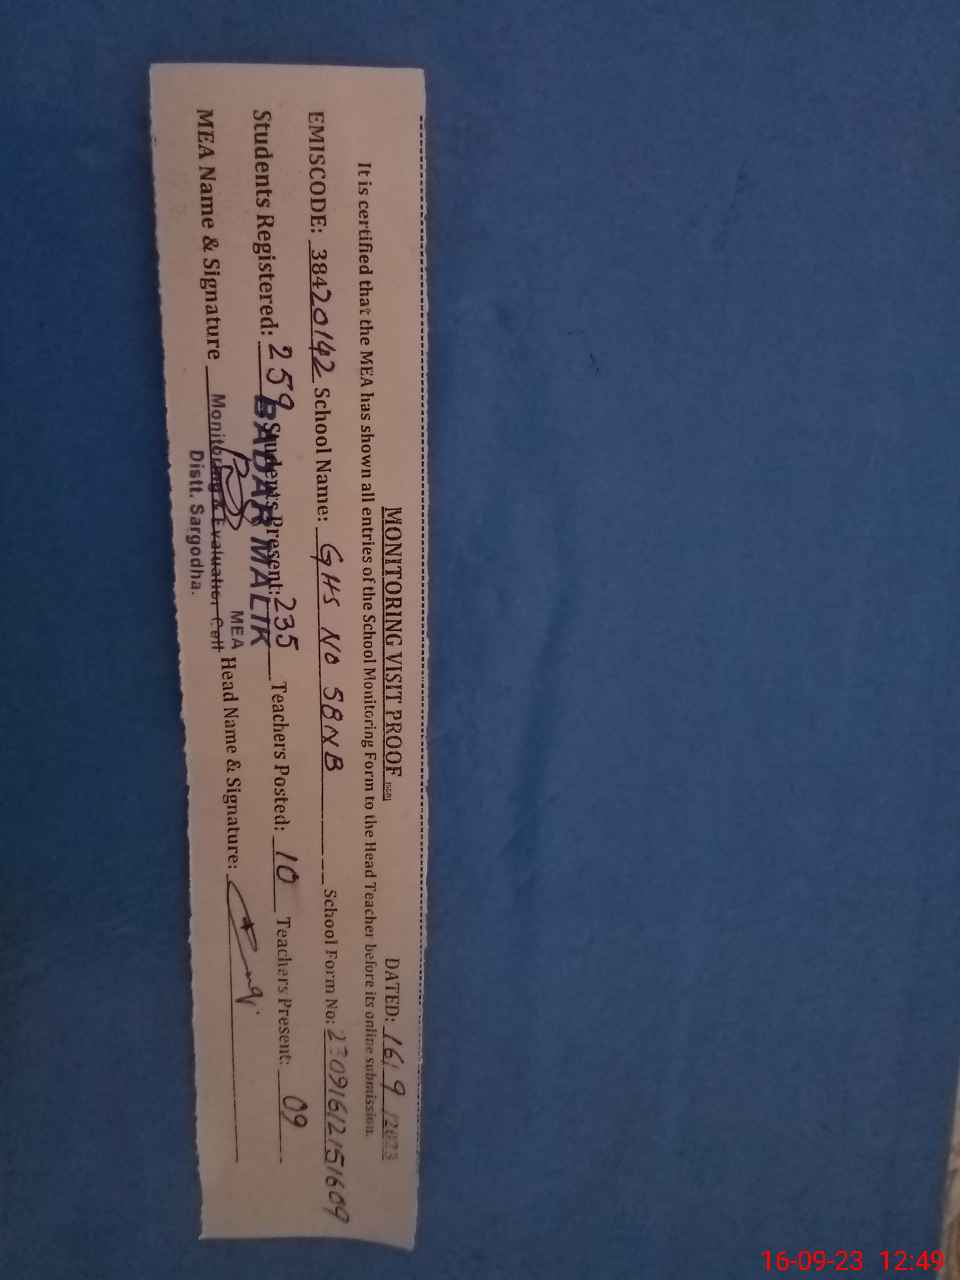 MONITORING VISIT PROOF
DATED: 16/9/2023
It is certified that the MEA has shown all entries of the School Monitoring Form to the Head Teacher before its online submission.
EMISCODE: 38420142 School Name: GHS NO 58NB School Form No: 23091612151609
Students Registered: 259 Students Present: 235 Teachers Posted: 10 Teachers Present: 09
BADAR MALIK
MEA
MEA Name & Signature Head Name & Signature:
Monitoring & Evaluation Cell
Distt. Sargodha.
16-09-23 12:49